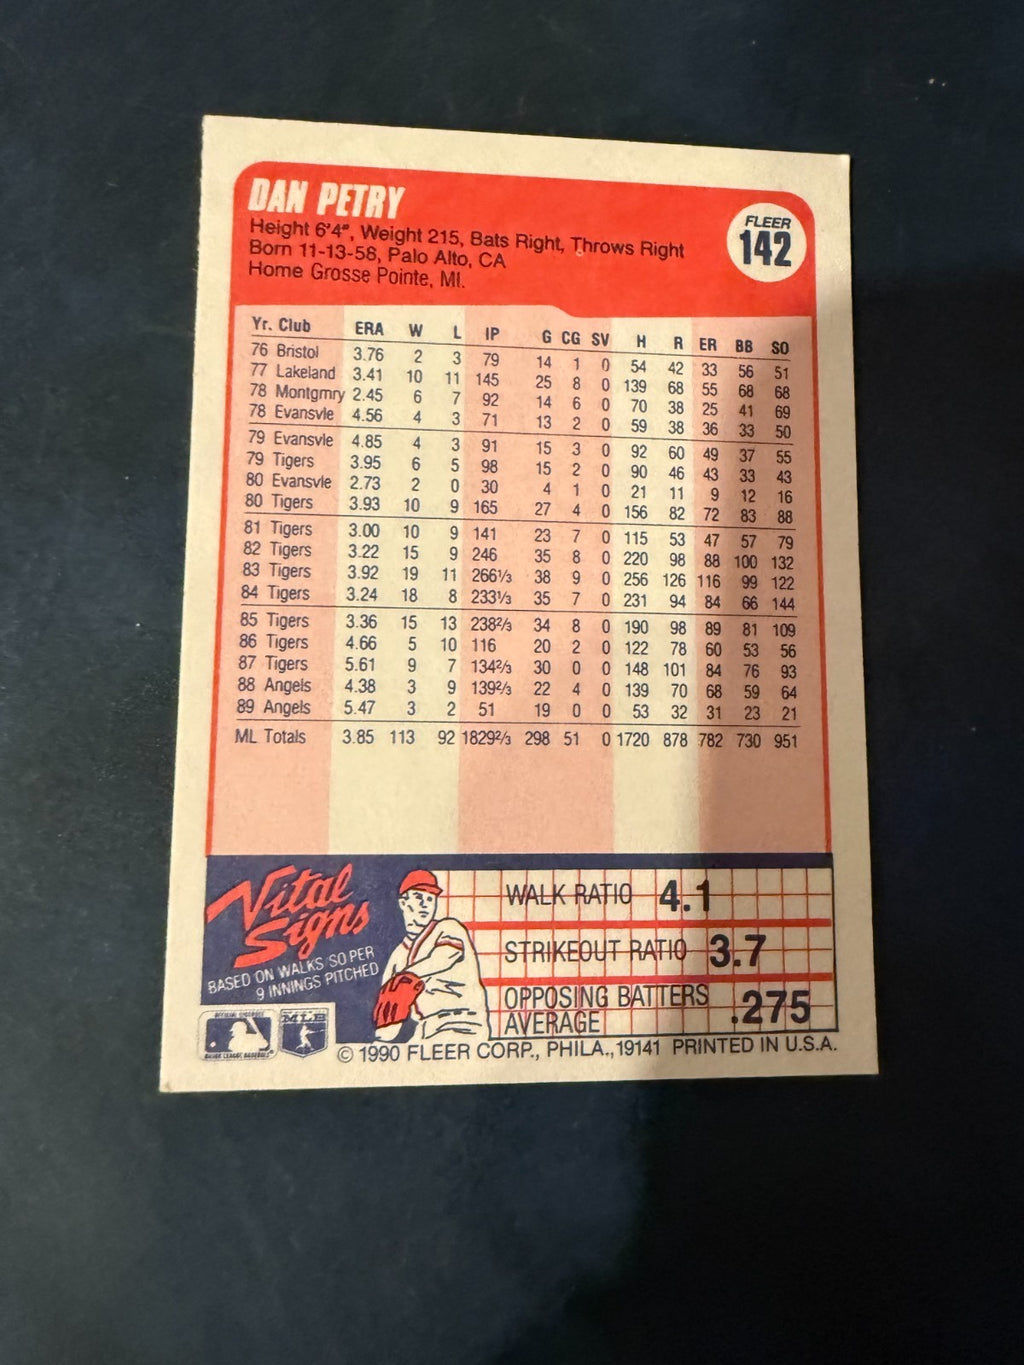 DAN PETRY
FLEER
142
Height 6'4", Weight 215, Bats Right, Throws Right
Born 11-13-58, Palo Alto, CA
Home Grosse Pointe, MI.
Yr. Club ERA W L IP G CG SV H R ER BB SO
76 Bristol 3.76 2 3 79 14 1 0 54 42 33 56 51
77 Lakeland 3.41 10 11 145 25 8 0 139 68 55 68 68
78 Montgmry 2.45 6 7 92 14 6 0 70 38 25 41 69
78 Evansvle 4.56 4 3 71 13 2 0 59 38 36 33 50
79 Evansvle 4.85 4 3 91 15 3 0 92 60 49 37 55
79 Tigers 3.95 6 5 98 15 2 0 90 46 43 33 43
80 Evansvle 2.73 2 0 30 4 1 0 21 11 9 12 16
80 Tigers 3.93 10 9 165 27 4 0 156 82 72 83 88
81 Tigers 3.00 10 9 141 23 7 0 115 53 47 57 79
82 Tigers 3.22 15 9 246 35 8 0 220 98 88 100 132
83 Tigers 3.92 19 11 266⅓ 38 9 0 256 126 116 99 122
84 Tigers 3.24 18 8 233⅓ 35 7 0 231 94 84 66 144
85 Tigers 3.36 15 13 238⅔ 34 8 0 190 98 89 81 109
86 Tigers 4.66 5 10 116 20 2 0 122 78 60 53 56
87 Tigers 5.61 9 7 134⅔ 30 0 0 148 101 84 76 93
88 Angels 4.38 3 9 139⅔ 22 4 0 139 70 68 59 64
89 Angels 5.47 3 2 51 19 0 0 53 32 31 23 21
ML Totals 3.85 113 92 1829⅔ 298 51 0 1720 878 782 730 951
Vital
Signs
BASED ON WALKS/SO PER
9 INNINGS PITCHED
WALK RATIO 4.1
STRIKEOUT RATIO 3.7
OPPOSING BATTERS
AVERAGE .275
MLB
© 1990 FLEER CORP., PHILA., 19141 PRINTED IN U.S.A.